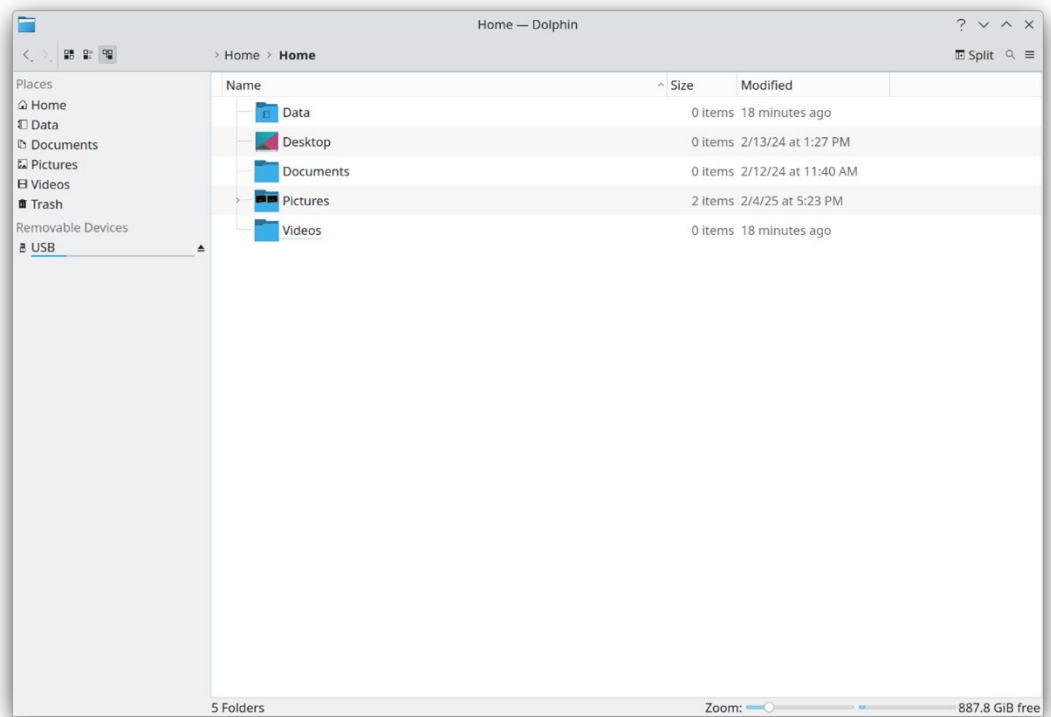 Home — Dolphin
Home > Home
Split
Places
Home
Data
Documents
Pictures
Videos
Trash
Removable Devices
USB
Name Size Modified
Data 0 items 18 minutes ago
Desktop 0 items 2/13/24 at 1:27 PM
Documents 0 items 2/12/24 at 11:40 AM
Pictures 2 items 2/4/25 at 5:23 PM
Videos 0 items 18 minutes ago
5 Folders Zoom: 887.8 GiB free